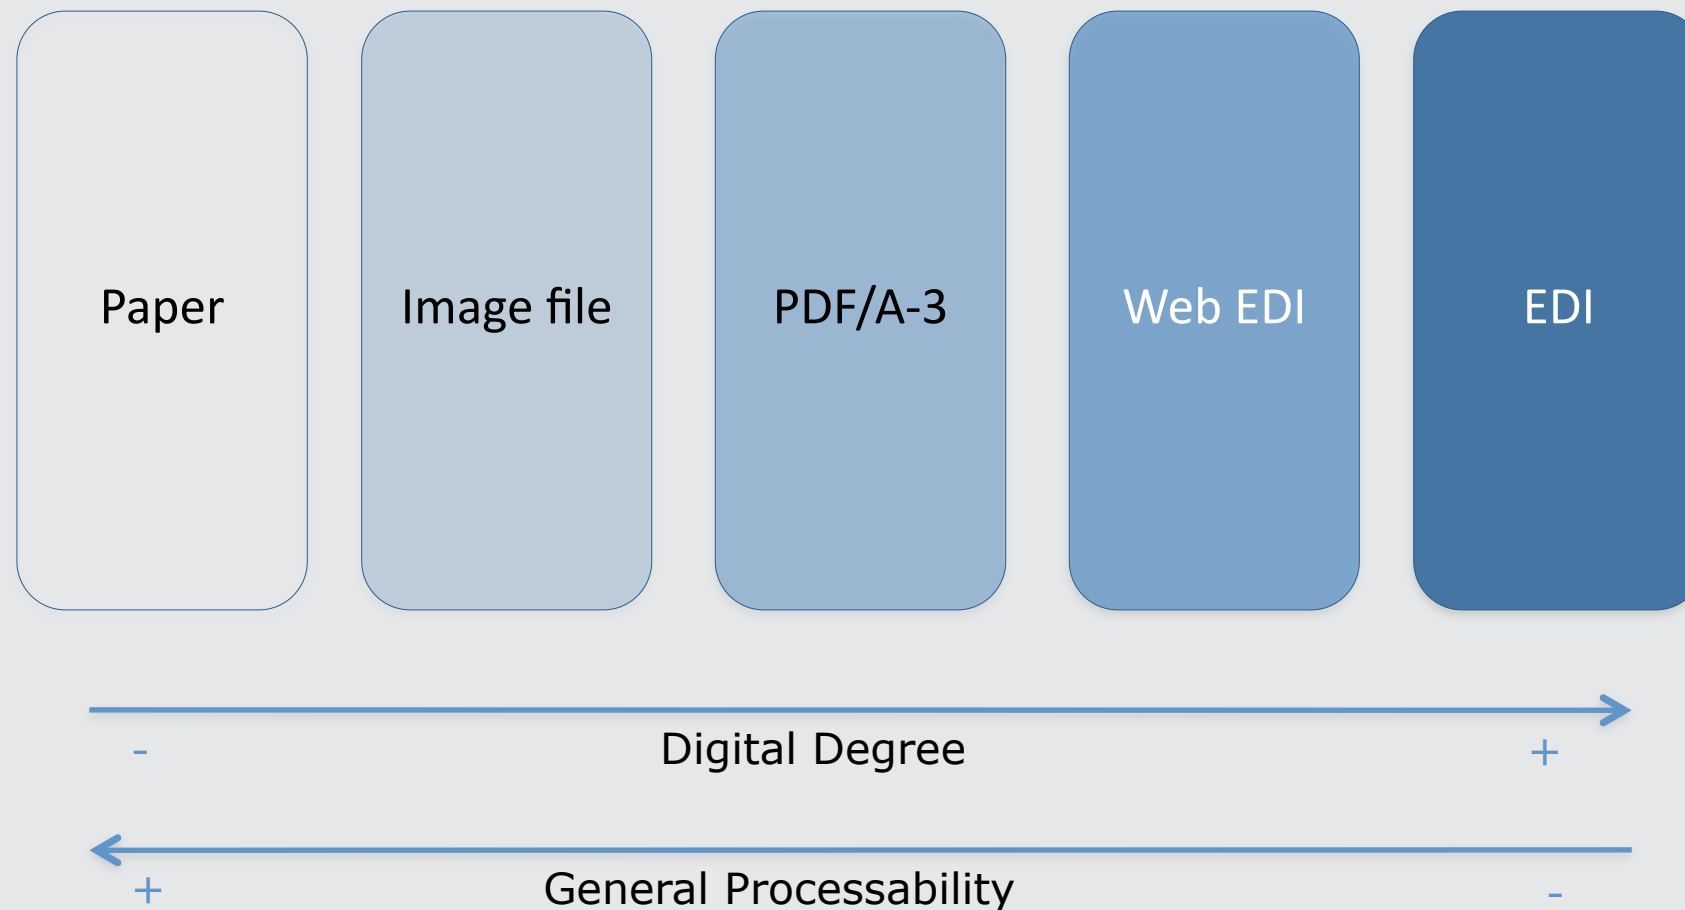 Paper
Image file
PDF/A-3
Web EDI
EDI
- Digital Degree +
+ General Processability -